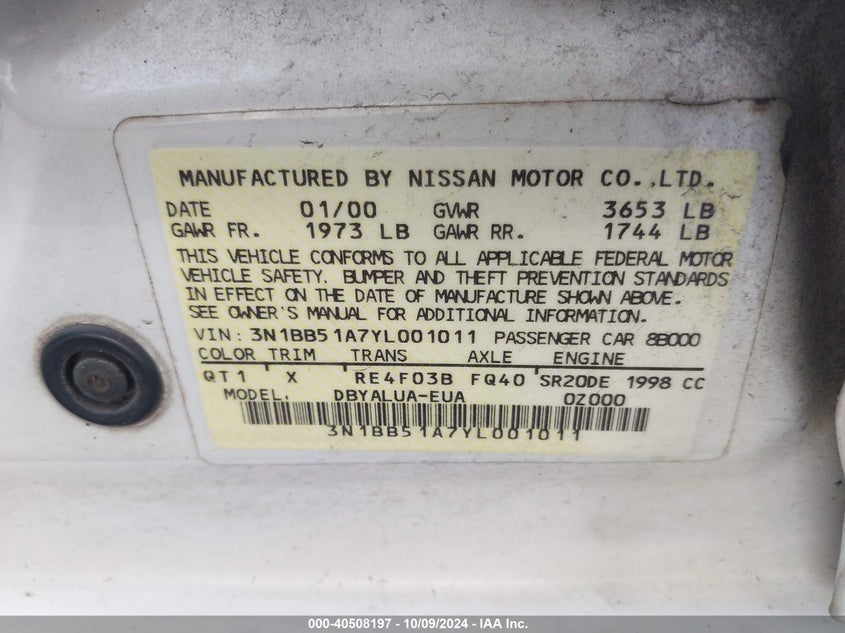 MANUFACTURED BY NISSAN MOTOR CO.,LTD.
DATE 01/00 GVWR 3653 LB
GAWR FR. 1973 LB GAWR RR. 1744 LB
THIS VEHICLE CONFORMS TO ALL APPLICABLE FEDERAL MOTOR
VEHICLE SAFETY, BUMPER AND THEFT PREVENTION STANDARDS
IN EFFECT ON THE DATE OF MANUFACTURE SHOWN ABOVE.
SEE OWNER'S MANUAL FOR ADDITIONAL INFORMATION.
VIN: 3N1BB51A7YL001011 PASSENGER CAR 8B000
COLOR TRIM TRANS AXLE ENGINE
QT1 X RE4F03B FQ40 SR20DE 1998 CC
MODEL. DBYALUA-EUA 0Z000
3N1BB51A7YL001011
000-40508197 - 10/09/2024 - IAA Inc.